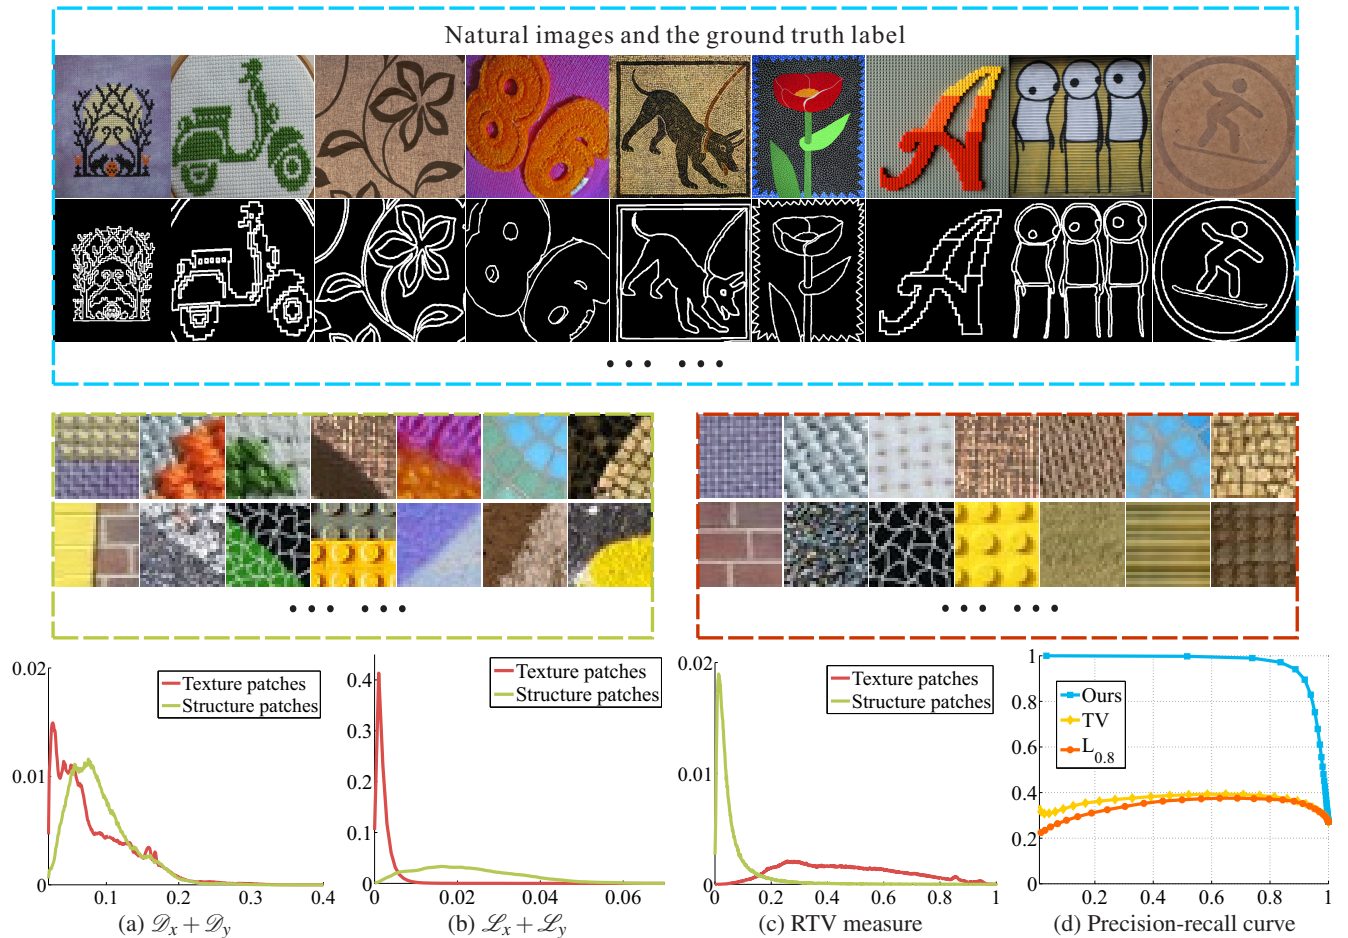 Natural images and the ground truth label
0.02
0.01
0
0.1
0.2
0.3
0.4
Texture patches
Structure patches
(a) 𝒟x + 𝒟y
0.4
0.3
0.2
0.1
0
0
0.02
0.04
0.06
Texture patches
Structure patches
(b) ℒx + ℒy
0.02
0.01
0
0
0.2
0.4
0.6
0.8
1
Texture patches
Structure patches
(c) RTV measure
1
0.8
0.6
0.4
0.2
0
0.2
0.4
0.6
0.8
1
Ours
TV
L0.8
(d) Precision-recall curve